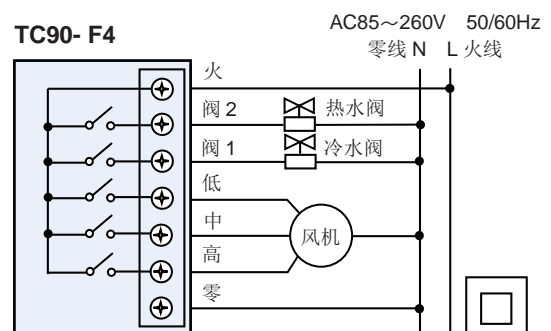 TC90- F4
AC85～260V 50/60Hz
零线 N L 火线
火
阀 2 热水阀
阀 1 冷水阀
低
中
风机
高
零